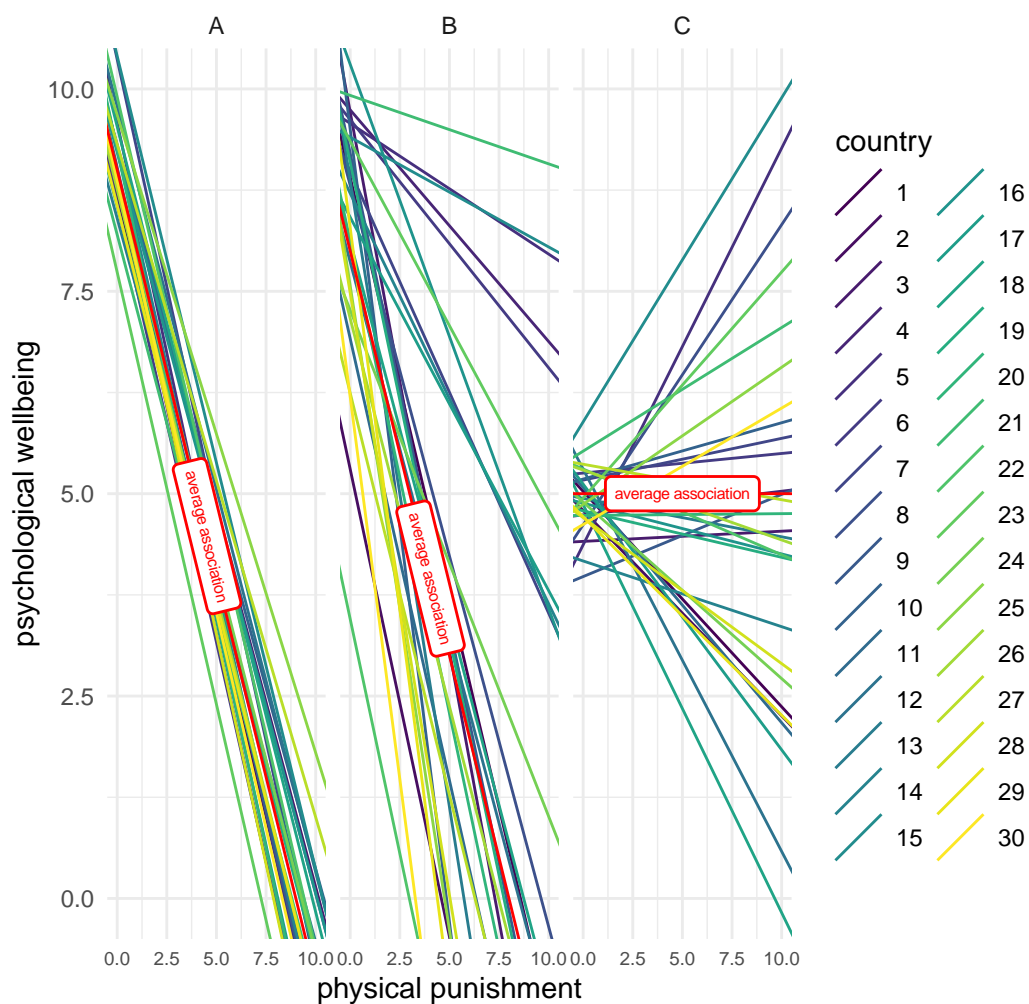 A
B
C
10.0
7.5
5.0
2.5
0.0
psychological wellbeing
average association
average association
average association
0.0 2.5 5.0 7.5 10.0
0.0 2.5 5.0 7.5 10.0
0.0 2.5 5.0 7.5 10.0
physical punishment
country
1
2
3
4
5
6
7
8
9
10
11
12
13
14
15
16
17
18
19
20
21
22
23
24
25
26
27
28
29
30